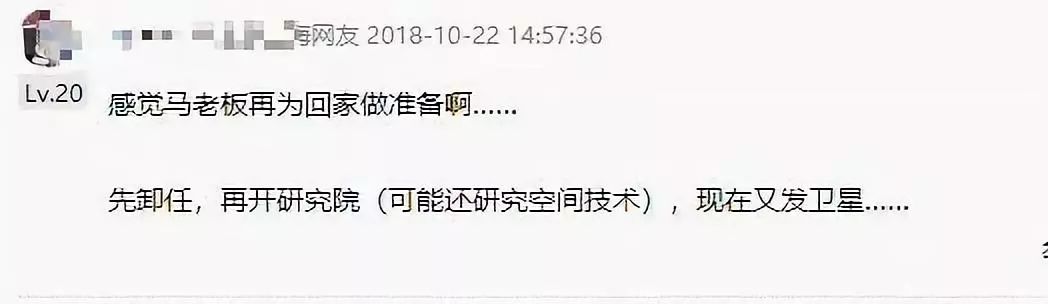 网友 2018-10-22 14:57:36
Lv.20
感觉马老板再为回家做准备啊……
先卸任，再开研究院（可能还研究空间技术），现在又发卫星……